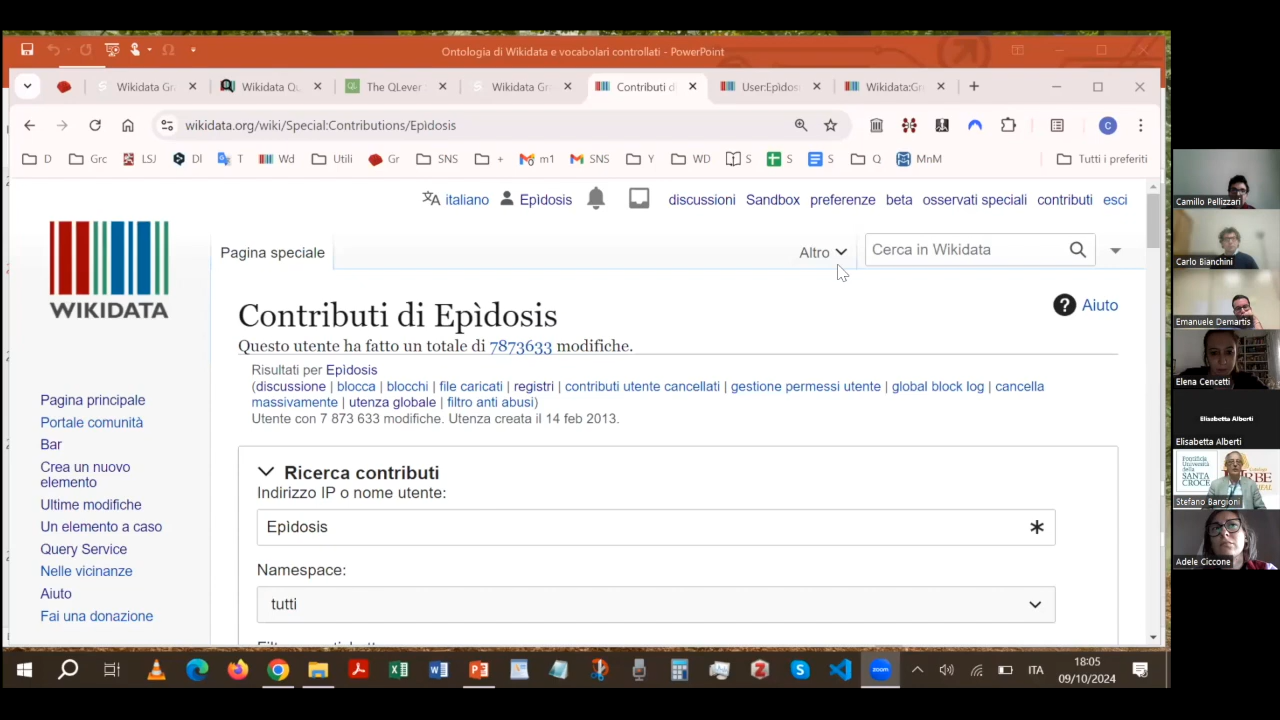 Ontologia di Wikidata e vocabolari controllati - PowerPoint
Wikidata Gr
Wikidata Qu
The QLever
Wikidata Gr
Contributi di
User:Epìdos
Wikidata:Gr
wikidata.org/wiki/Special:Contributions/Epìdosis
D Grc LSJ DI T Wd Utili Gr SNS + m1 SNS Y WD S S S Q MnM Tutti i preferiti
italiano Epìdosis discussioni Sandbox preferenze beta osservati speciali contributi esci
WIKIDATA
Pagina speciale
Altro
Cerca in Wikidata
Contributi di Epìdosis
Aiuto
Questo utente ha fatto un totale di 7873633 modifiche.
Risultati per Epìdosis
(discussione | blocca | blocchi | file caricati | registri | contributi utente cancellati | gestione permessi utente | global block log | cancella
massivamente | utenza globale | filtro anti abusi)
Utente con 7 873 633 modifiche. Utenza creata il 14 feb 2013.
Pagina principale
Portale comunità
Bar
Crea un nuovo
elemento
Ultime modifiche
Un elemento a caso
Query Service
Nelle vicinanze
Aiuto
Fai una donazione
Ricerca contributi
Indirizzo IP o nome utente:
Epìdosis
Namespace:
tutti
ITA
18:05
09/10/2024
Camillo Pellizzari
Carlo Bianchini
Emanuele Demartis
Elena Cencetti
Elisabetta Alberti
Elisabetta Alberti
Pontificia
Università
della
SANTA
CROCE
Stefano Bargioni
Adele Ciccone